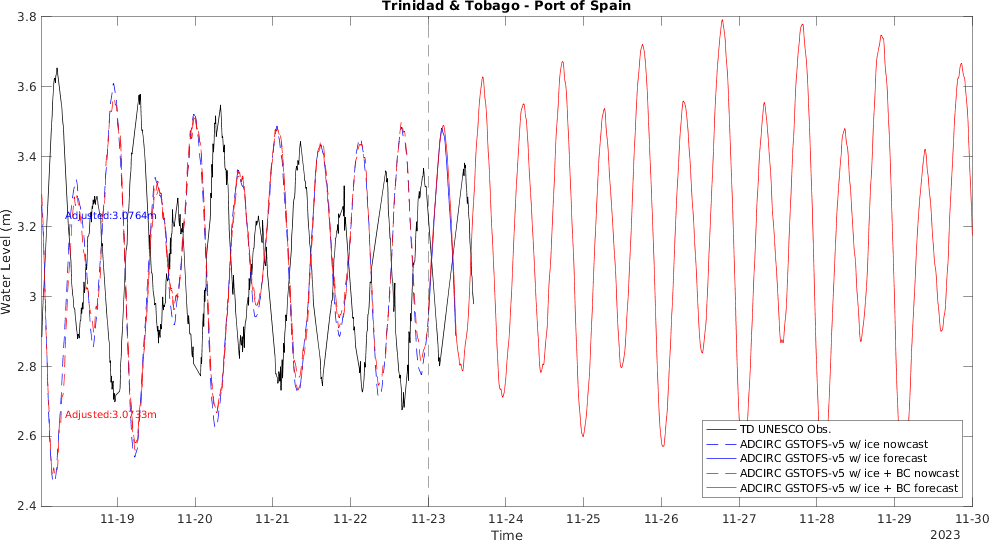 Trinidad & Tobago - Port of Spain
3.8
3.6
3.4
3.2
3
2.8
2.6
2.4
Water Level (m)
Adjusted:3.0764m
Adjusted:3.0733m
TD UNESCO Obs.
ADCIRC GSTOFS-v5 w/ ice nowcast
ADCIRC GSTOFS-v5 w/ ice forecast
ADCIRC GSTOFS-v5 w/ ice + BC nowcast
ADCIRC GSTOFS-v5 w/ ice + BC forecast
11-19 11-20 11-21 11-22 11-23 11-24 11-25 11-26 11-27 11-28 11-29 11-30
Time
2023